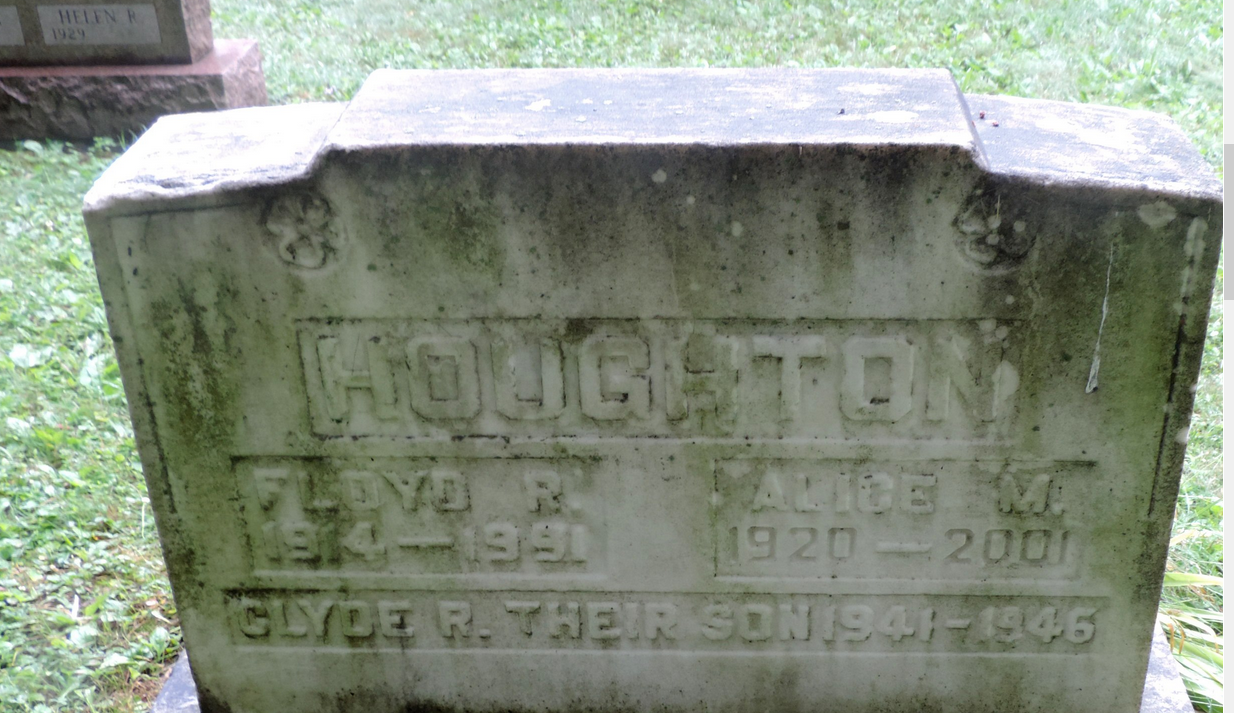 HELEN R.
1929
HOUGHTON
FLOYD R.
1914 — 1991
ALICE M.
1920 — 2001
CLYDE R. THEIR SON 1941 - 1946